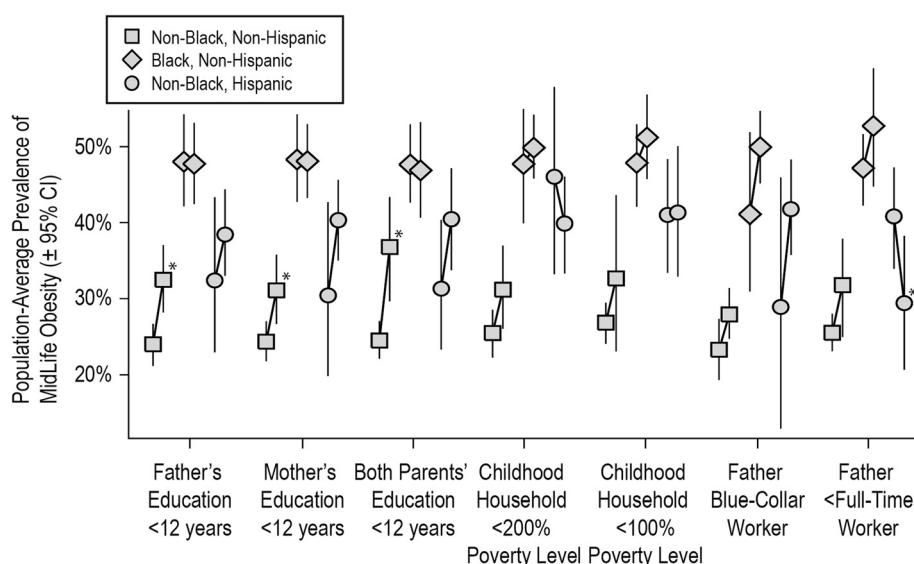 Non-Black, Non-Hispanic
Black, Non-Hispanic
Non-Black, Hispanic
Population-Average Prevalence of
MidLife Obesity (± 95% CI)
50%
40%
30%
20%
*
*
*
*
Father's
Education
<12 years
Mother's
Education
<12 years
Both Parents'
Education
<12 years
Childhood
Household
<200%
Poverty Level
Childhood
Household
<100%
Poverty Level
Father
Blue-Collar
Worker
Father
<Full-Time
Worker